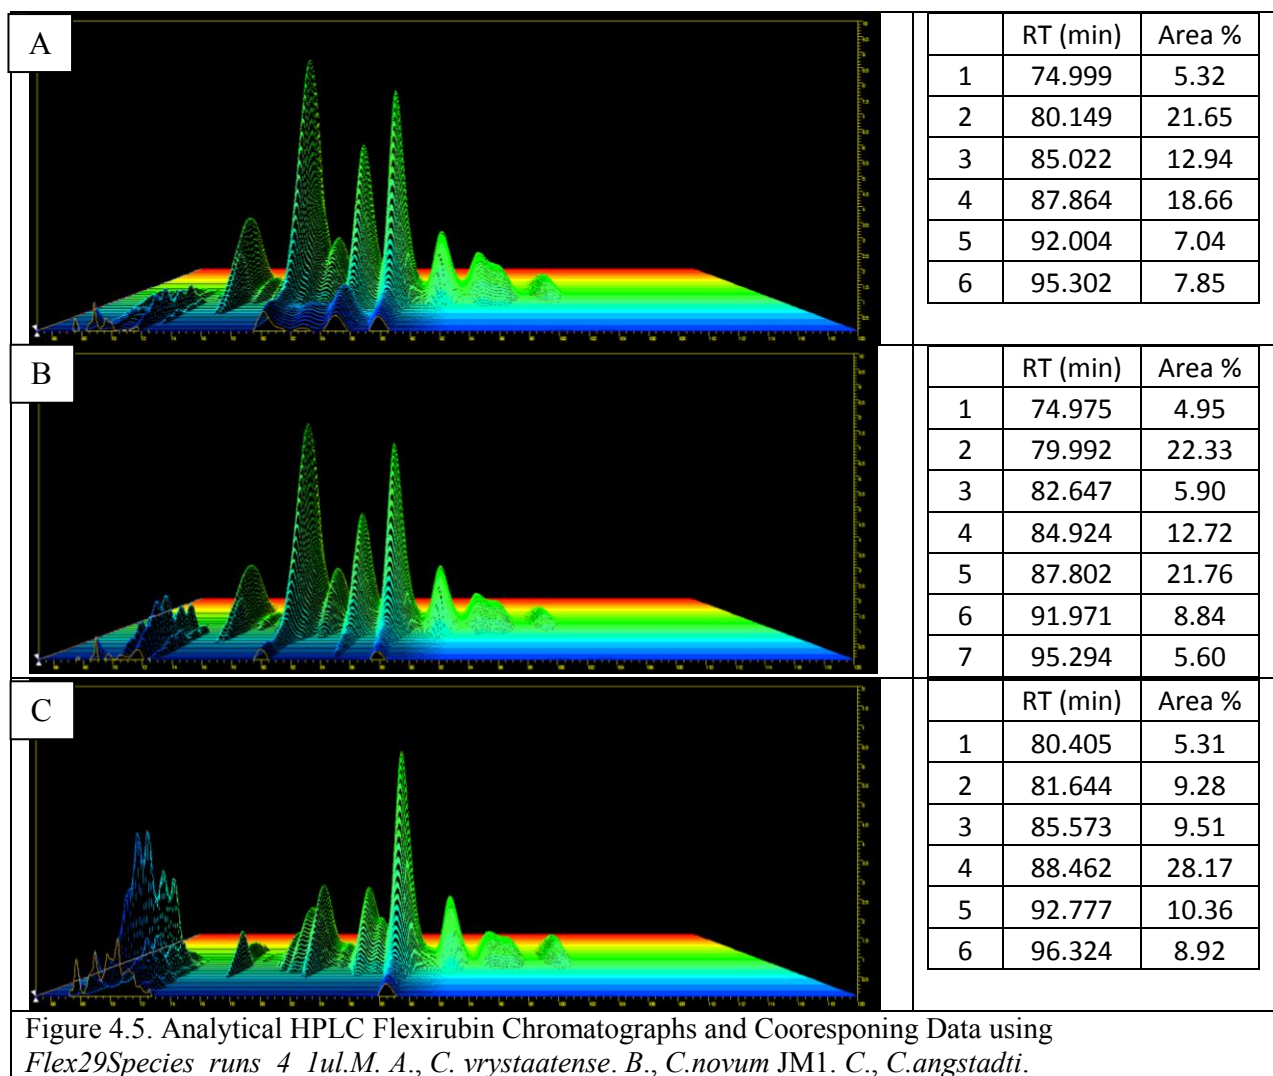 A
RT (min) Area %
1 74.999 5.32
2 80.149 21.65
3 85.022 12.94
4 87.864 18.66
5 92.004 7.04
6 95.302 7.85
B
RT (min) Area %
1 74.975 4.95
2 79.992 22.33
3 82.647 5.90
4 84.924 12.72
5 87.802 21.76
6 91.971 8.84
7 95.294 5.60
C
RT (min) Area %
1 80.405 5.31
2 81.644 9.28
3 85.573 9.51
4 88.462 28.17
5 92.777 10.36
6 96.324 8.92
Figure 4.5. Analytical HPLC Flexirubin Chromatographs and Cooresponing Data using
Flex29Species_runs_4_1ul.M. A., C. vrystaatense. B., C.novum JM1. C., C.angstadti.